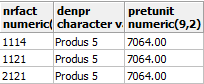 nrfact denpr pretunit
numeric( character va numeric(9,2)
1114 Produs 5 7064.00
1121 Produs 5 7064.00
2121 Produs 5 7064.00